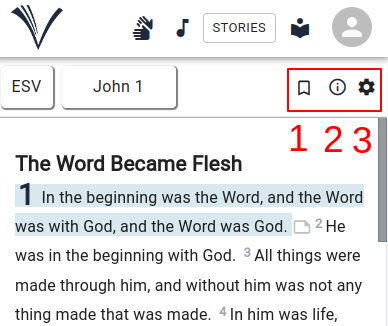 STORIES
ESV John 1
1 2 3
The Word Became Flesh
1 In the beginning was the Word, and the Word
was with God, and the Word was God. 2 He
was in the beginning with God. 3 All things were
made through him, and without him was not any
thing made that was made. 4 In him was life,